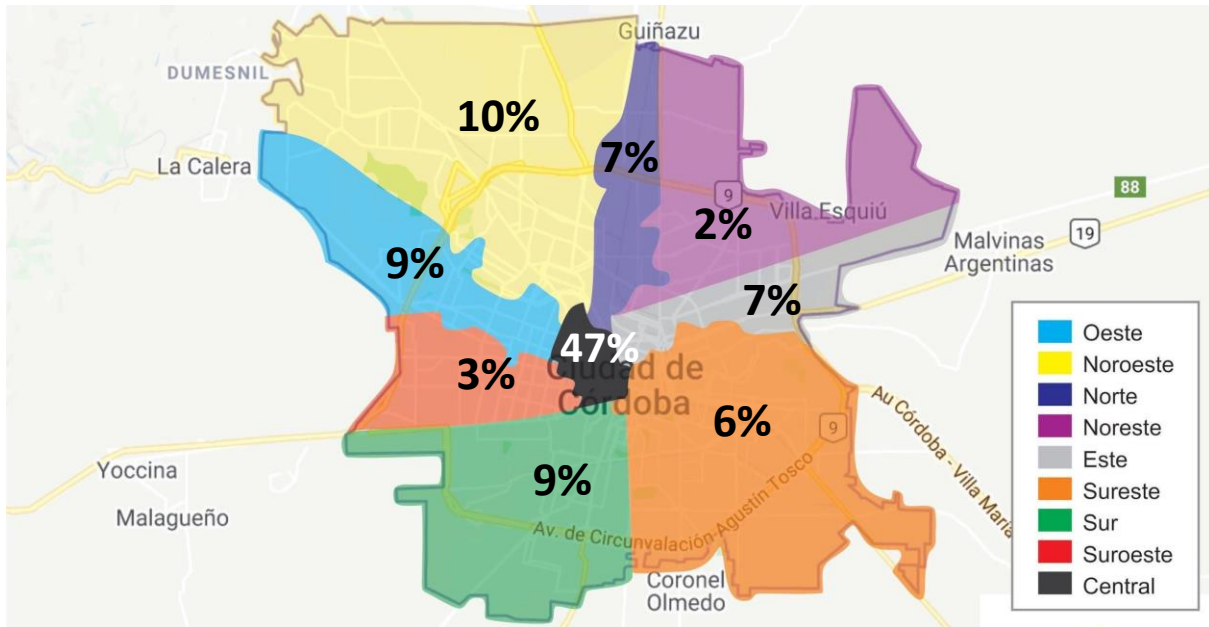 Guiñazu
DUMESNIL
10%
7%
La Calera
9
88
Villa Esquiú
2%
19
Malvinas
Argentinas
9%
7%
47%
Ciudad de
Córdoba
3%
6%
9
Au Córdoba - Villa María
Yoccina
9%
Malagueño
Av. de Circunvalación Agustín Tosco
Coronel
Olmedo
Oeste
Noroeste
Norte
Noreste
Este
Sureste
Sur
Suroeste
Central